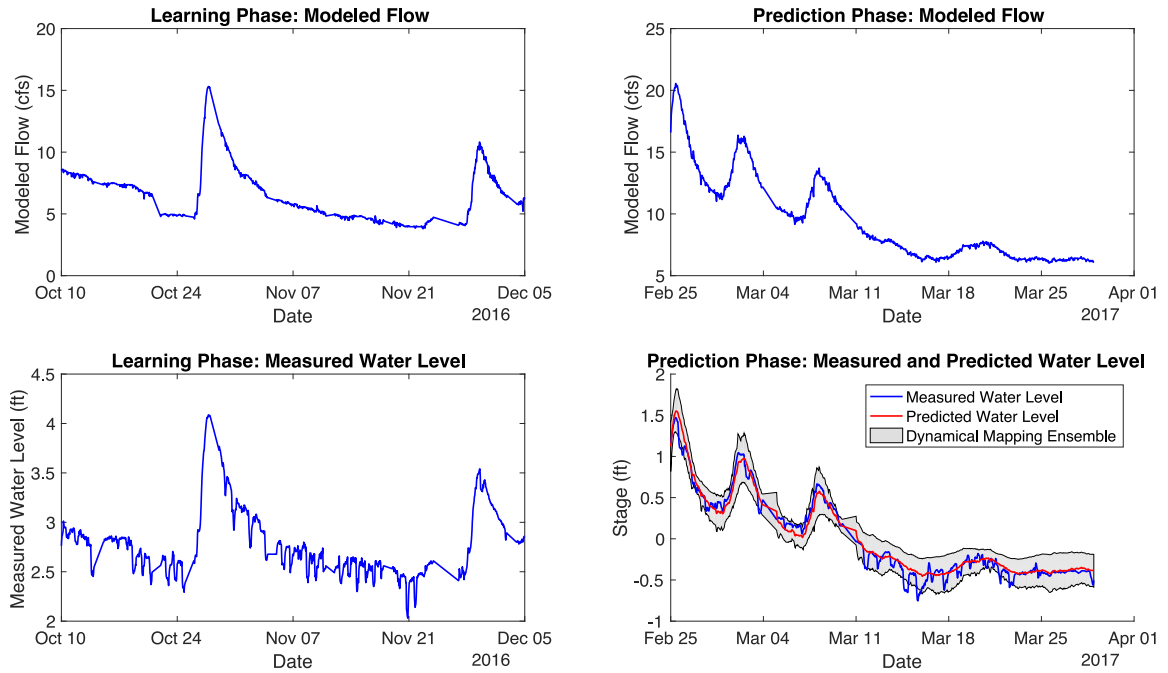 Learning Phase: Modeled Flow
Modeled Flow (cfs)
20
15
10
5
0
Oct 10
Oct 24
Nov 07
Nov 21
Dec 05
Date
2016
Prediction Phase: Modeled Flow
Modeled Flow (cfs)
25
20
15
10
5
Feb 25
Mar 04
Mar 11
Mar 18
Mar 25
Apr 01
Date
2017
Learning Phase: Measured Water Level
Measured Water Level (ft)
4.5
4
3.5
3
2.5
2
Oct 10
Oct 24
Nov 07
Nov 21
Dec 05
Date
2016
Prediction Phase: Measured and Predicted Water Level
Stage (ft)
2
1.5
1
0.5
0
-0.5
-1
Measured Water Level
Predicted Water Level
Dynamical Mapping Ensemble
Feb 25
Mar 04
Mar 11
Mar 18
Mar 25
Apr 01
Date
2017